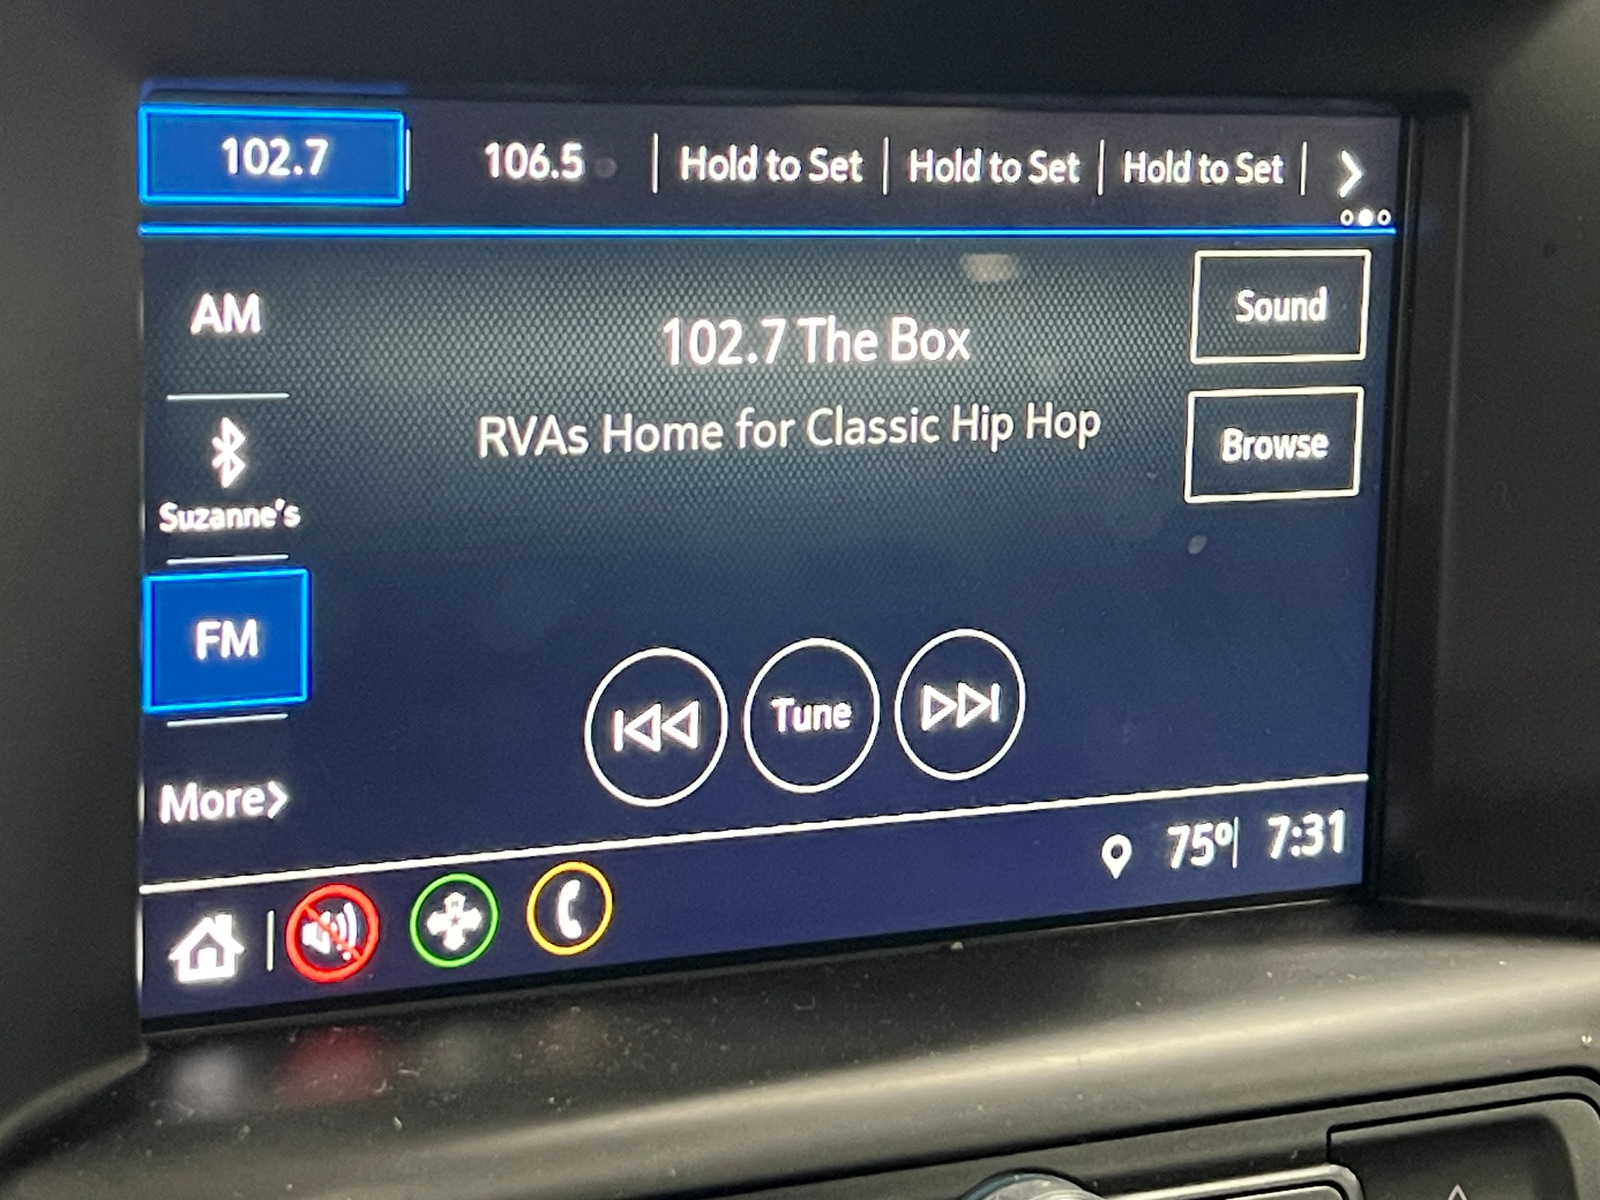 102.7
106.5
Hold to Set
Hold to Set
Hold to Set
AM
Suzanne's
FM
More
102.7 The Box
RVAs Home for Classic Hip Hop
Sound
Browse
Tune
75º
7:31